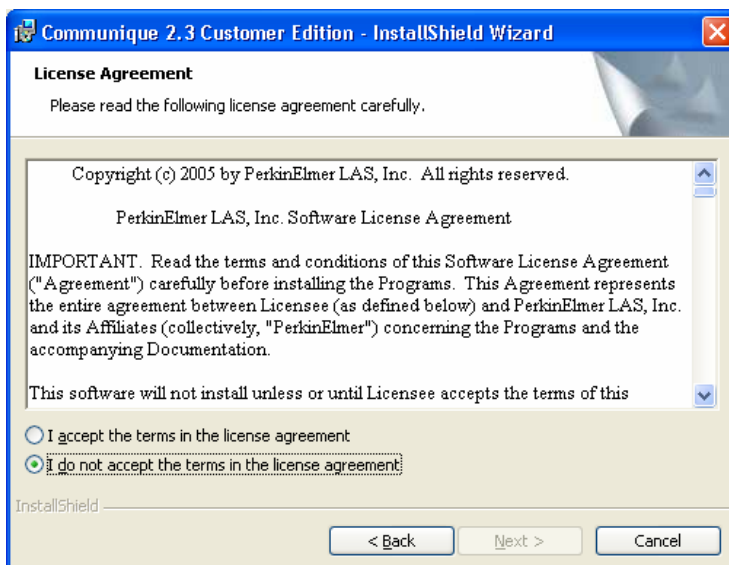 Communique 2.3 Customer Edition - InstallShield Wizard
License Agreement
Please read the following license agreement carefully.
Copyright (c) 2005 by PerkinElmer LAS, Inc.  All rights reserved.
PerkinElmer LAS, Inc. Software License Agreement
IMPORTANT.  Read the terms and conditions of this Software License Agreement
("Agreement") carefully before installing the Programs.  This Agreement represents
the entire agreement between Licensee (as defined below) and PerkinElmer LAS, Inc.
and its Affiliates (collectively, "PerkinElmer") concerning the Programs and the
accompanying Documentation.
This software will not install unless or until Licensee accepts the terms of this
I accept the terms in the license agreement
I do not accept the terms in the license agreement
InstallShield
< Back
Next >
Cancel